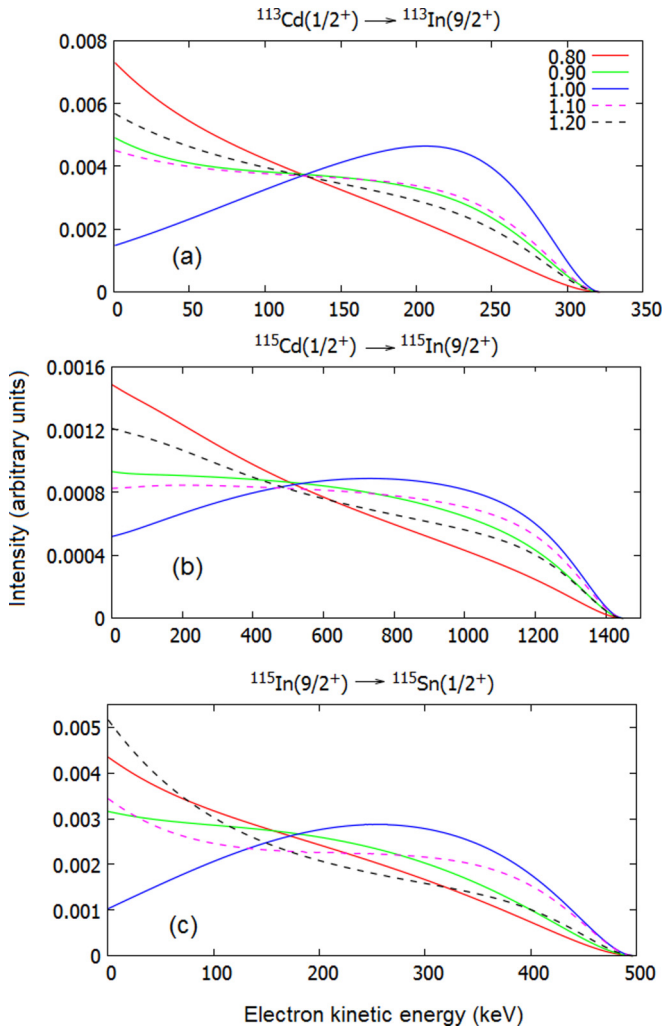 ¹¹³Cd(1/2⁺) → ¹¹³In(9/2⁺)
0.008
0.006
0.004
0.002
0
0.80
0.90
1.00
1.10
1.20
(a)
0 50 100 150 200 250 300 350
¹¹⁵Cd(1/2⁺) → ¹¹⁵In(9/2⁺)
Intensity (arbitrary units)
0.0016
0.0012
0.0008
0.0004
0
(b)
0 200 400 600 800 1000 1200 1400
¹¹⁵In(9/2⁺) → ¹¹⁵Sn(1/2⁺)
0.005
0.004
0.003
0.002
0.001
0
(c)
0 100 200 300 400 500
Electron kinetic energy (keV)